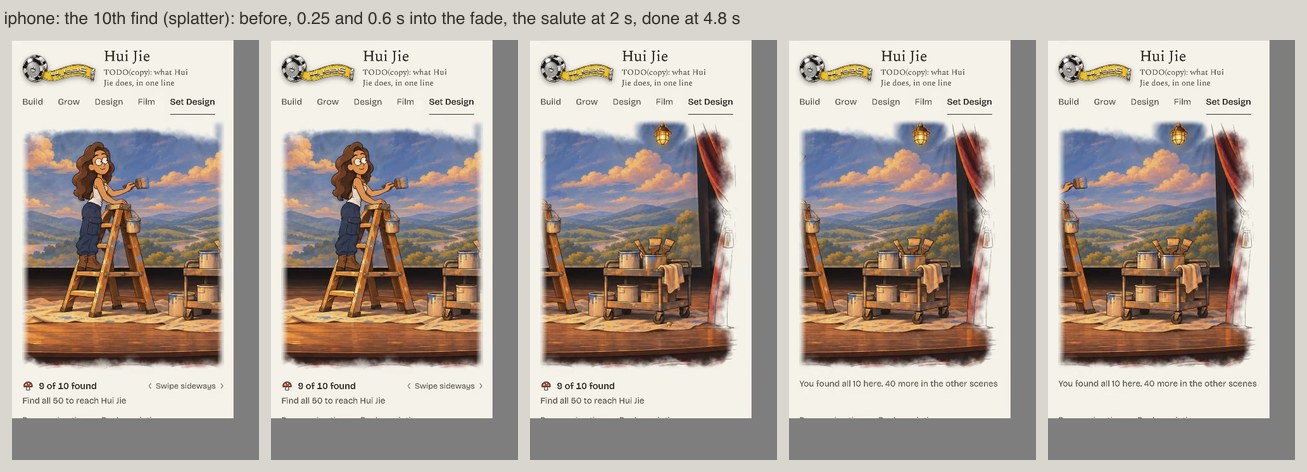 iphone: the 10th find (splatter): before, 0.25 and 0.6 s into the fade, the salute at 2 s, done at 4.8 s
Hui Jie
TODO(copy): what Hui
Jie does, in one line
Build Grow Design Film Set Design
9 of 10 found
Swipe sideways
Find all 50 to reach Hui Jie
Hui Jie
TODO(copy): what Hui
Jie does, in one line
Build Grow Design Film Set Design
9 of 10 found
Swipe sideways
Find all 50 to reach Hui Jie
Hui Jie
TODO(copy): what Hui
Jie does, in one line
Build Grow Design Film Set Design
9 of 10 found
Find all 50 to reach Hui Jie
Hui Jie
TODO(copy): what Hui
Jie does, in one line
Build Grow Design Film Set Design
You found all 10 here. 40 more in the other scenes
Hui Jie
TODO(copy): what Hui
Jie does, in one line
Build Grow Design Film Set Design
You found all 10 here. 40 more in the other scenes